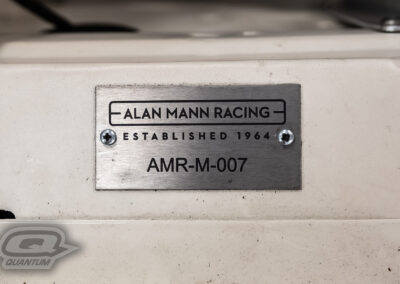 ALAN MANN RACING
ESTABLISHED 1964
AMR-M-007
Q
QUANTUM